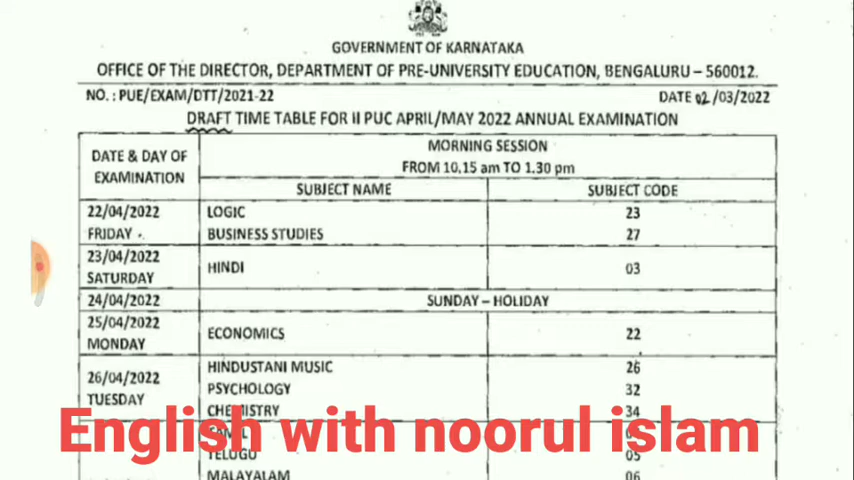 GOVERNMENT OF KARNATAKA
OFFICE OF THE DIRECTOR, DEPARTMENT OF PRE-UNIVERSITY EDUCATION, BENGALURU – 560012.
NO. : PUE/EXAM/DTT/2021-22 DATE 02/03/2022
DRAFT TIME TABLE FOR II PUC APRIL/MAY 2022 ANNUAL EXAMINATION
DATE & DAY OF EXAMINATION
MORNING SESSION
FROM 10.15 am TO 1.30 pm
SUBJECT NAME SUBJECT CODE
22/04/2022 LOGIC 23
FRIDAY BUSINESS STUDIES 27
23/04/2022
SATURDAY HINDI 03
24/04/2022 SUNDAY – HOLIDAY
25/04/2022
MONDAY ECONOMICS 22
26/04/2022 HINDUSTANI MUSIC 26
TUESDAY PSYCHOLOGY 32
CHEMISTRY 34
English with noorul islam
TELUGU 05
MALAYALAM 06